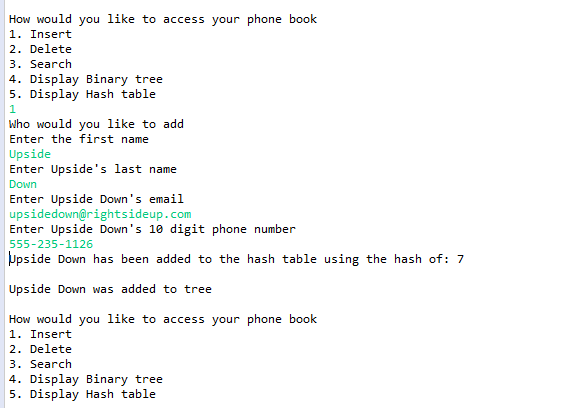 How would you like to access your phone book
1. Insert
2. Delete
3. Search
4. Display Binary tree
5. Display Hash table
1
Who would you like to add
Enter the first name
Upside
Enter Upside's last name
Down
Enter Upside Down's email
upsidedown@rightsideup.com
Enter Upside Down's 10 digit phone number
555-235-1126
Upside Down has been added to the hash table using the hash of: 7
Upside Down was added to tree
How would you like to access your phone book
1. Insert
2. Delete
3. Search
4. Display Binary tree
5. Display Hash table